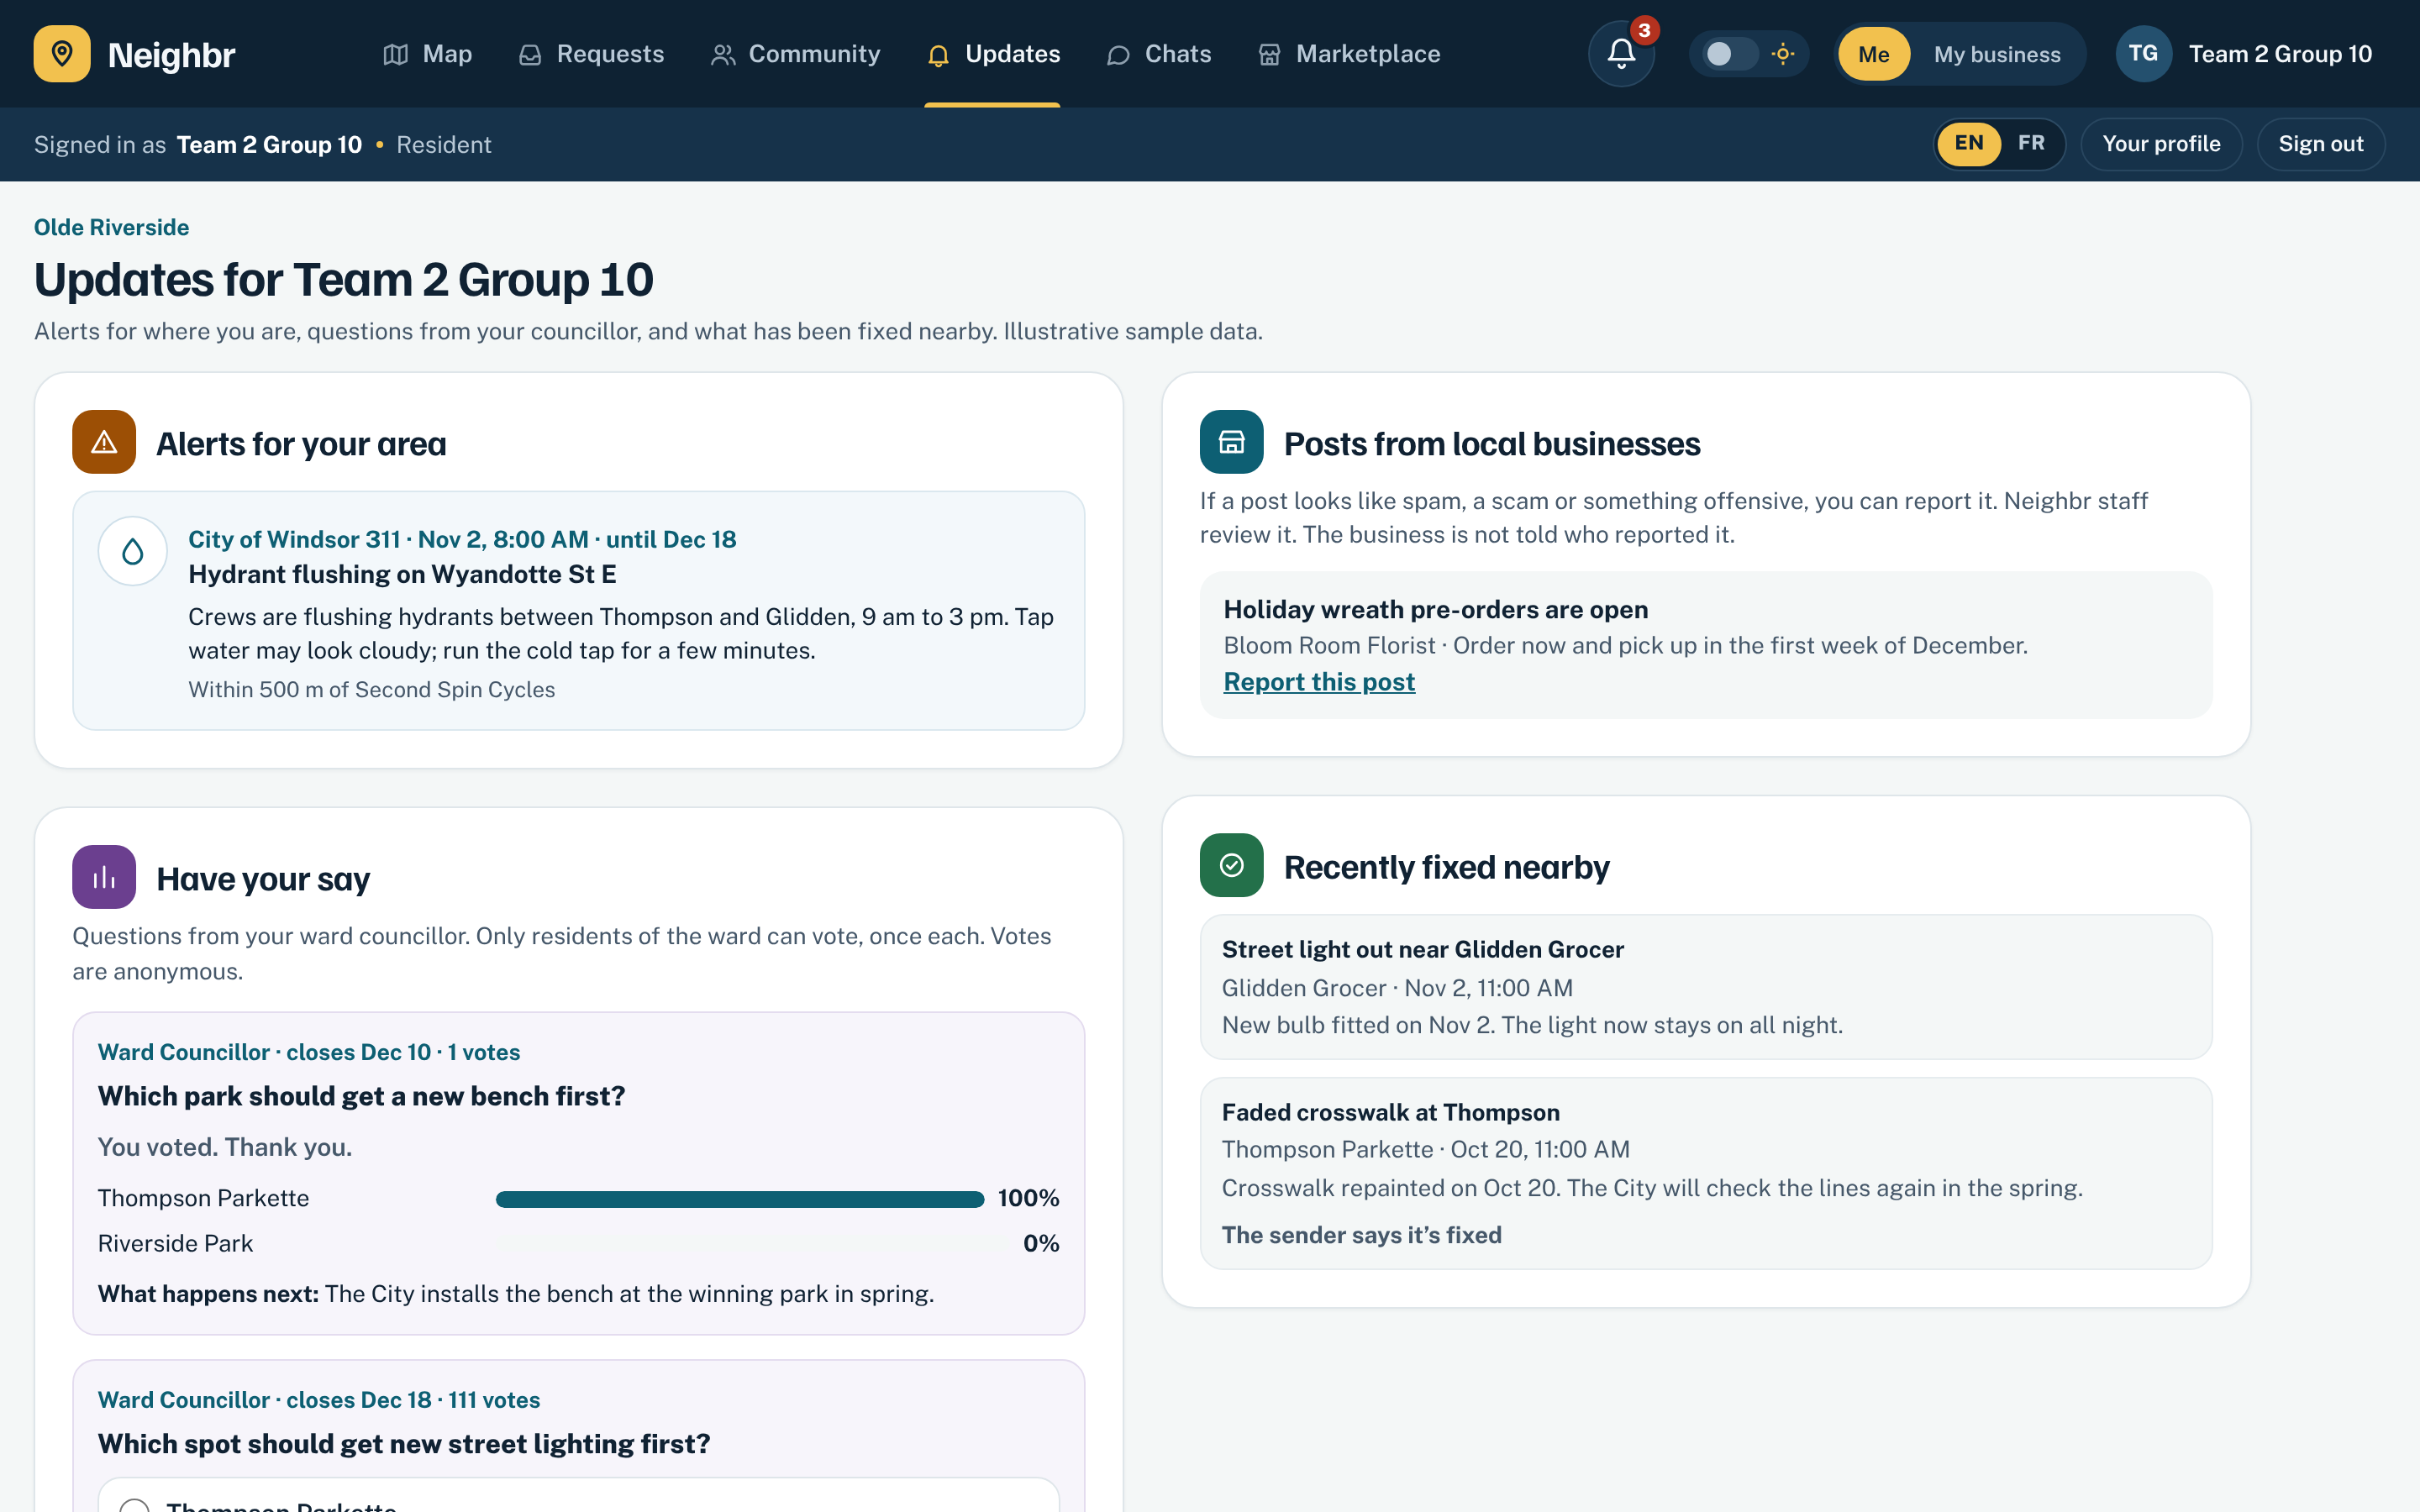 Neighbr
Map
Requests
Community
Updates
Chats
Marketplace
3
Me
My business
TG
Team 2 Group 10
Signed in as Team 2 Group 10 • Resident
EN
FR
Your profile
Sign out
Olde Riverside
Updates for Team 2 Group 10
Alerts for where you are, questions from your councillor, and what has been fixed nearby. Illustrative sample data.
Alerts for your area
City of Windsor 311 · Nov 2, 8:00 AM · until Dec 18
Hydrant flushing on Wyandotte St E
Crews are flushing hydrants between Thompson and Glidden, 9 am to 3 pm. Tap
water may look cloudy; run the cold tap for a few minutes.
Within 500 m of Second Spin Cycles
Have your say
Questions from your ward councillor. Only residents of the ward can vote, once each. Votes
are anonymous.
Ward Councillor · closes Dec 10 · 1 votes
Which park should get a new bench first?
You voted. Thank you.
Thompson Parkette 100%
Riverside Park 0%
What happens next: The City installs the bench at the winning park in spring.
Ward Councillor · closes Dec 18 · 111 votes
Which spot should get new street lighting first?
Thompson Parkette
Posts from local businesses
If a post looks like spam, a scam or something offensive, you can report it. Neighbr staff
review it. The business is not told who reported it.
Holiday wreath pre-orders are open
Bloom Room Florist · Order now and pick up in the first week of December.
Report this post
Recently fixed nearby
Street light out near Glidden Grocer
Glidden Grocer · Nov 2, 11:00 AM
New bulb fitted on Nov 2. The light now stays on all night.
Faded crosswalk at Thompson
Thompson Parkette · Oct 20, 11:00 AM
Crosswalk repainted on Oct 20. The City will check the lines again in the spring.
The sender says it’s fixed